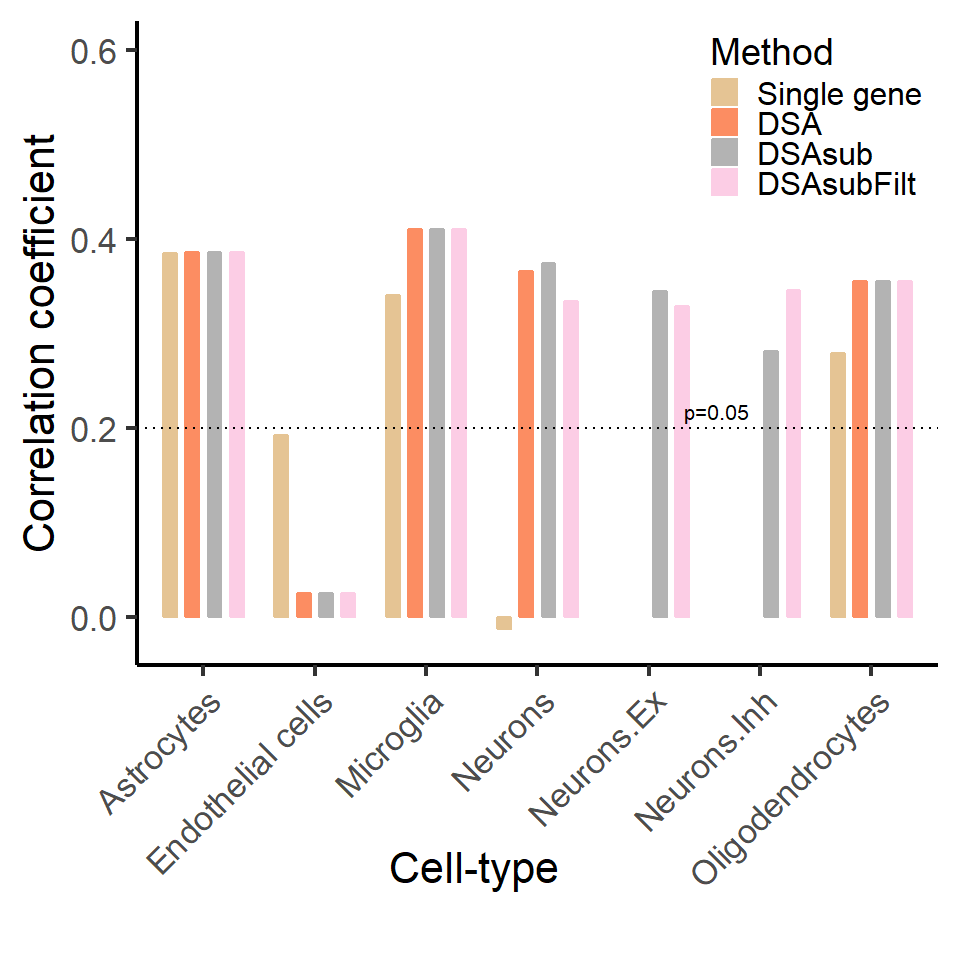 Method
Single gene
DSA
DSAsub
DSAsubFilt
Correlation coefficient
0.6
0.4
0.2
0.0
p=0.05
Astrocytes
Endothelial cells
Microglia
Neurons
Neurons.Ex
Neurons.Inh
Oligodendrocytes
Cell-type